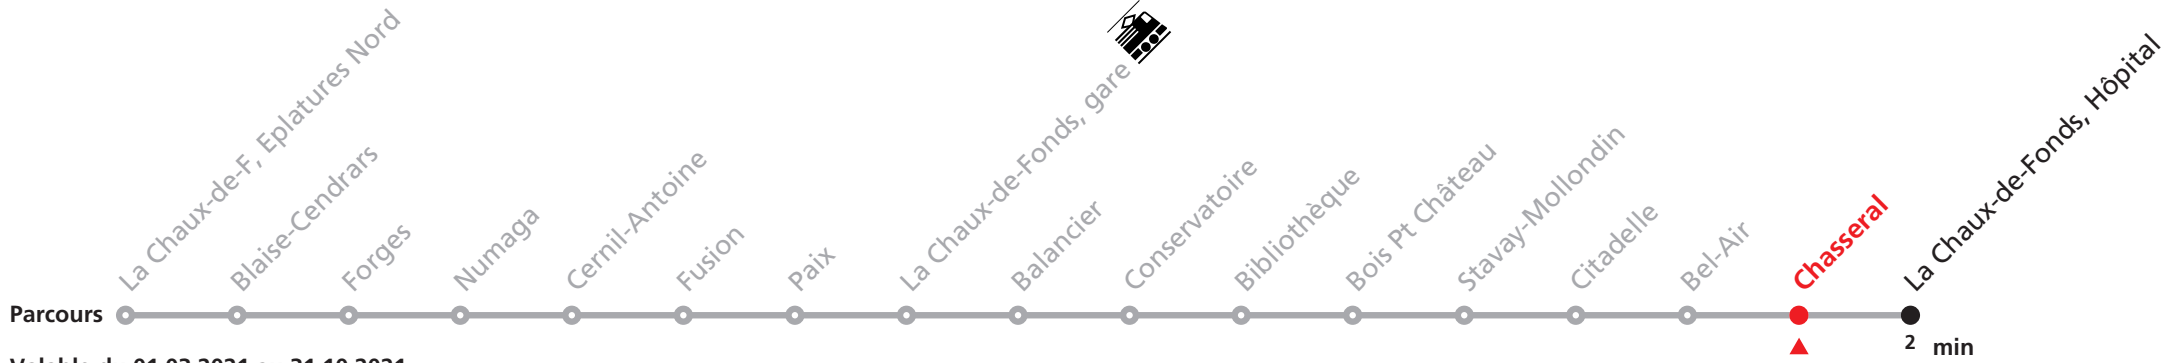 La Chaux-de-F, Eplatures Nord
Blaise-Cendrars
Forges
Numaga
Cernil-Antoine
Fusion
Paix
La Chaux-de-Fonds, gare
Balancier
Conservatoire
Bibliothèque
Bois Pt Château
Stavay-Mollondin
Citadelle
Bel-Air
Chasseral
La Chaux-de-Fonds, Hôpital
Parcours
2 min